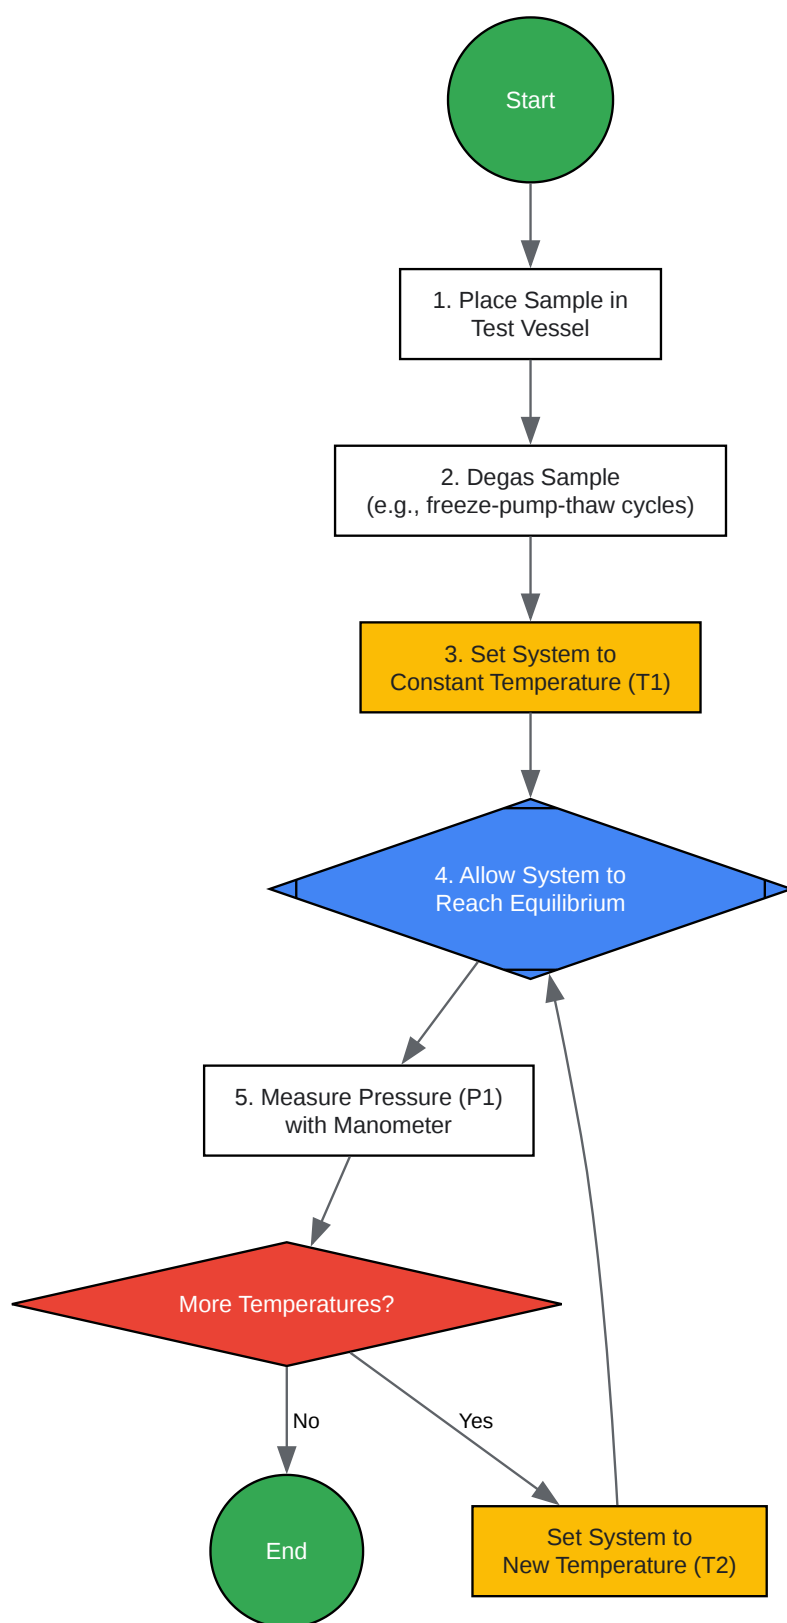 Start
1. Place Sample in
Test Vessel
2. Degas Sample
(e.g., freeze-pump-thaw cycles)
3. Set System to
Constant Temperature (T1)
4. Allow System to
Reach Equilibrium
5. Measure Pressure (P1)
with Manometer
More Temperatures?
No
Yes
End
Set System to
New Temperature (T2)